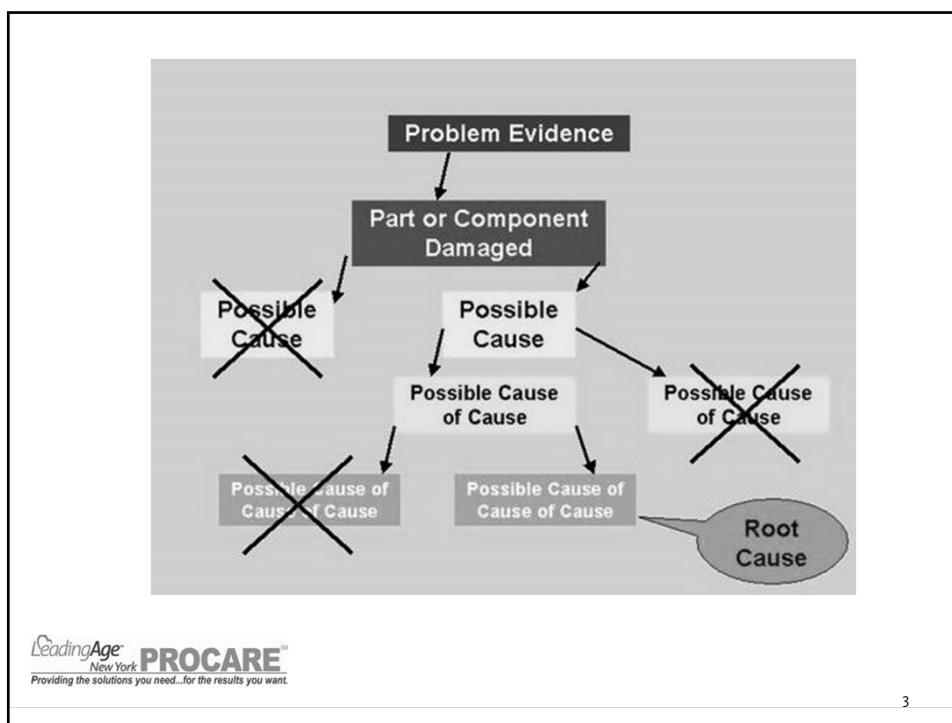 Problem Evidence
Part or Component
Damaged
Possible
Cause
Possible
Cause
Possible Cause
of Cause
Possible Cause
of Cause
Possible Cause of
Cause of Cause
Possible Cause of
Cause of Cause
Root
Cause
LeadingAge
New York PROCARE℠
Providing the solutions you need...for the results you want.
3